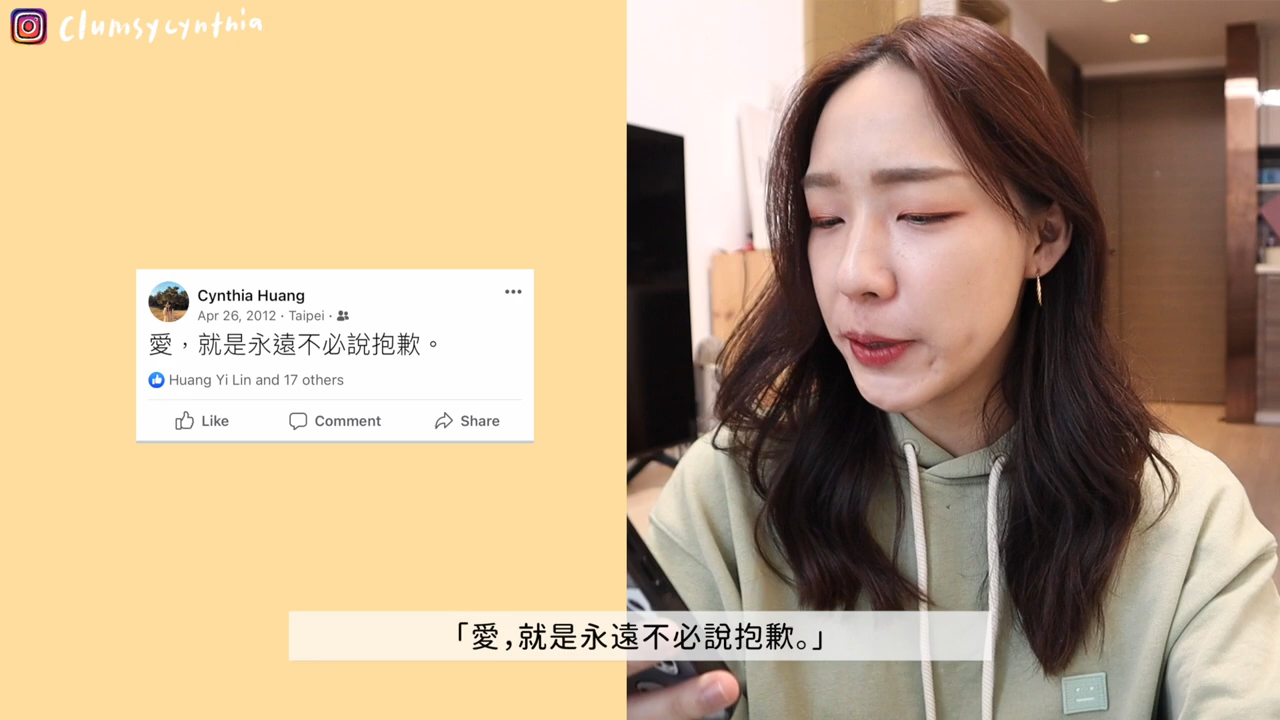 Clumsycynthia
Cynthia Huang
Apr 26, 2012 · Taipei ·
愛，就是永遠不必說抱歉。
Huang Yi Lin and 17 others
Like Comment Share
「愛,就是永遠不必說抱歉。」